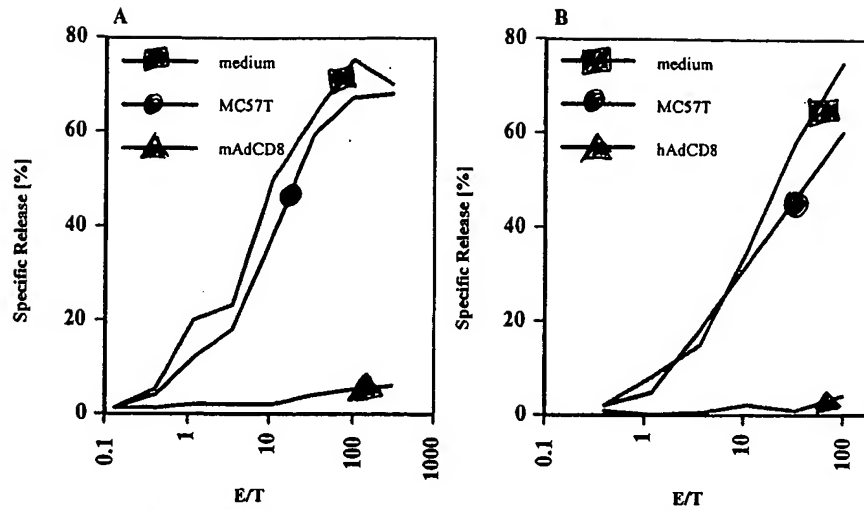 A
80
60
40
20
0
Specific Release [%]
medium
MC57T
mAdCD8
0.1
1
10
100
1000
E/T
B
80
60
40
20
0
Specific Release [%]
medium
MC57T
hAdCD8
0.1
1
10
100
E/T